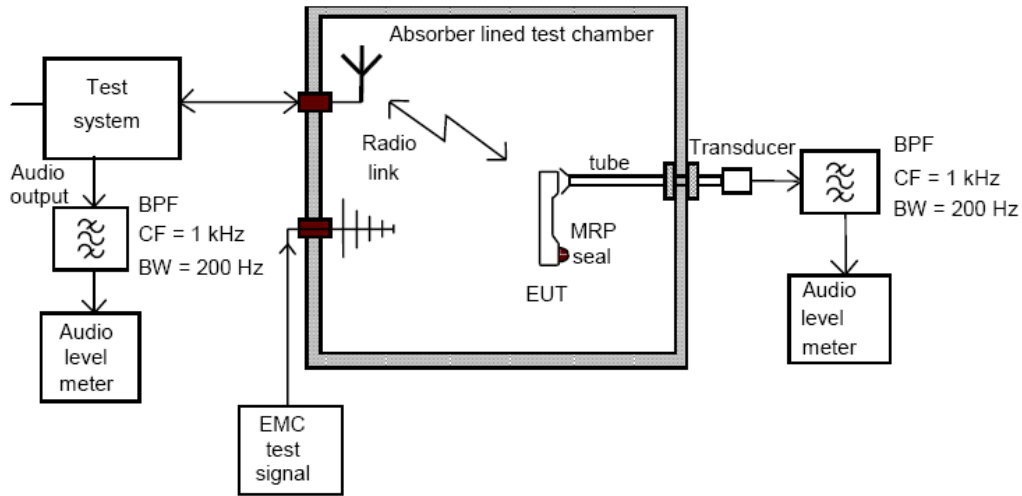 Absorber lined test chamber
Test
system
Radio
link
Audio
output
BPF
CF = 1 kHz
BW = 200 Hz
Audio
level
meter
EMC
test
signal
tube
MRP
seal
EUT
Transducer
BPF
CF = 1 kHz
BW = 200 Hz
Audio
level
meter